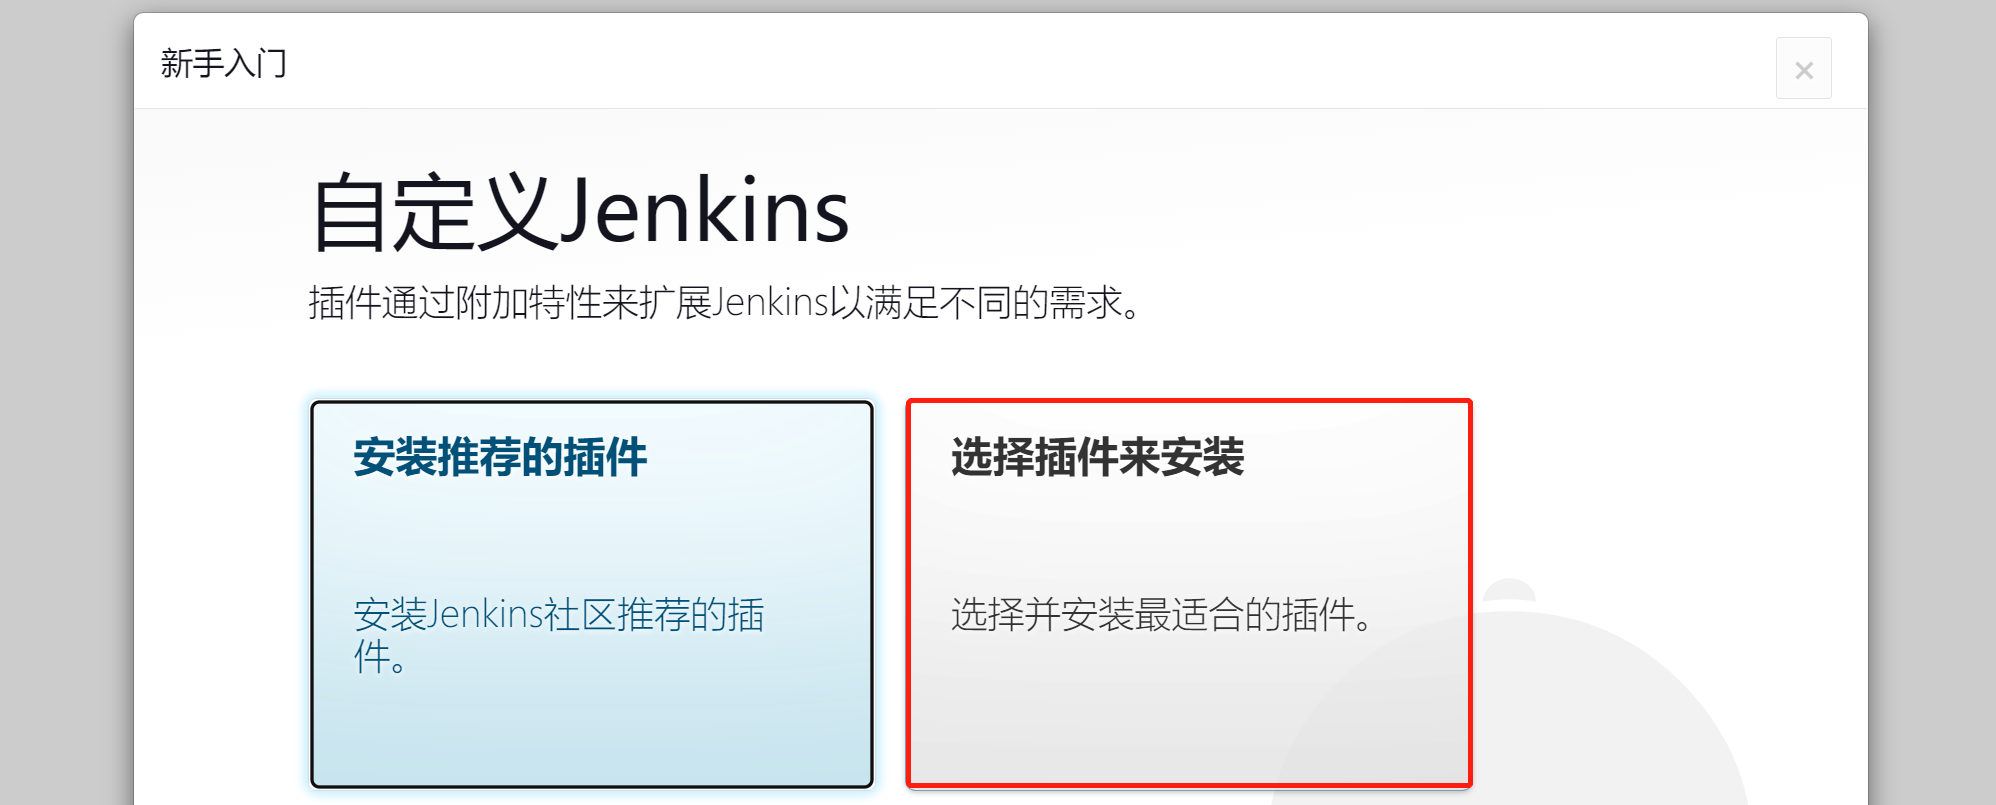 新手入门
×
自定义Jenkins
插件通过附加特性来扩展Jenkins以满足不同的需求。
安装推荐的插件
安装Jenkins社区推荐的插
件。
选择插件来安装
选择并安装最适合的插件。